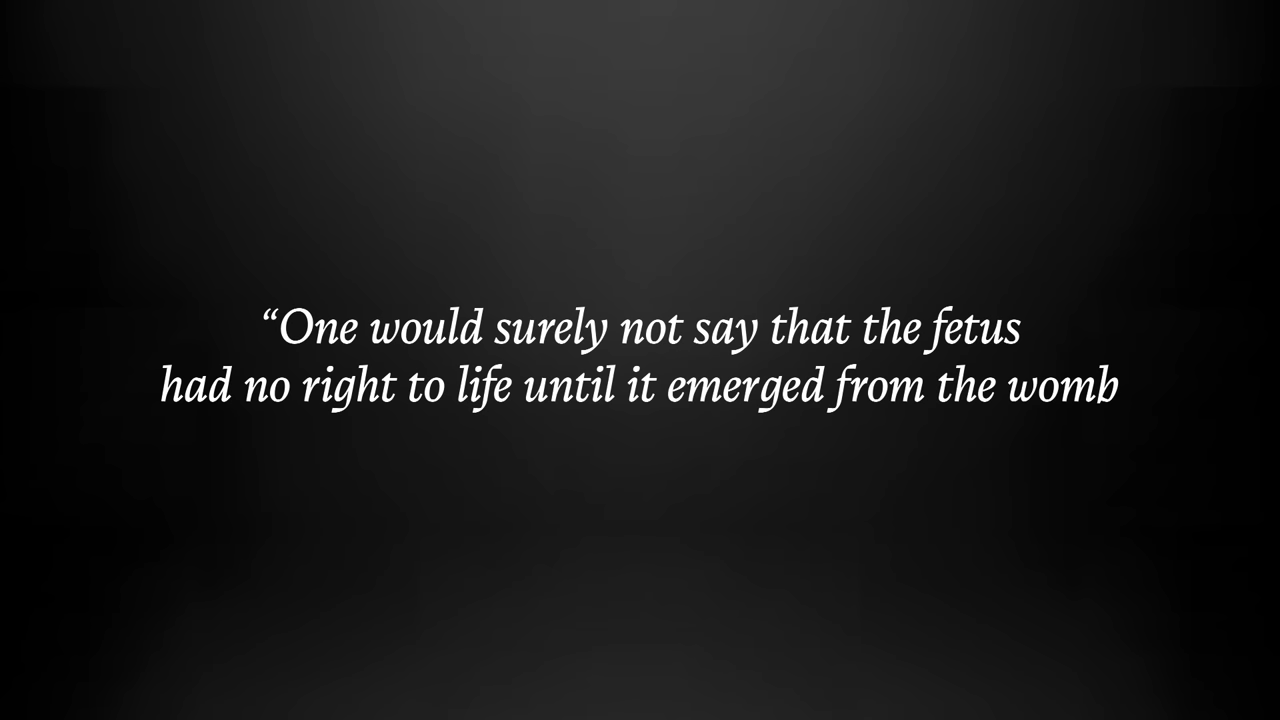 “One would surely not say that the fetus
had no right to life until it emerged from the womb